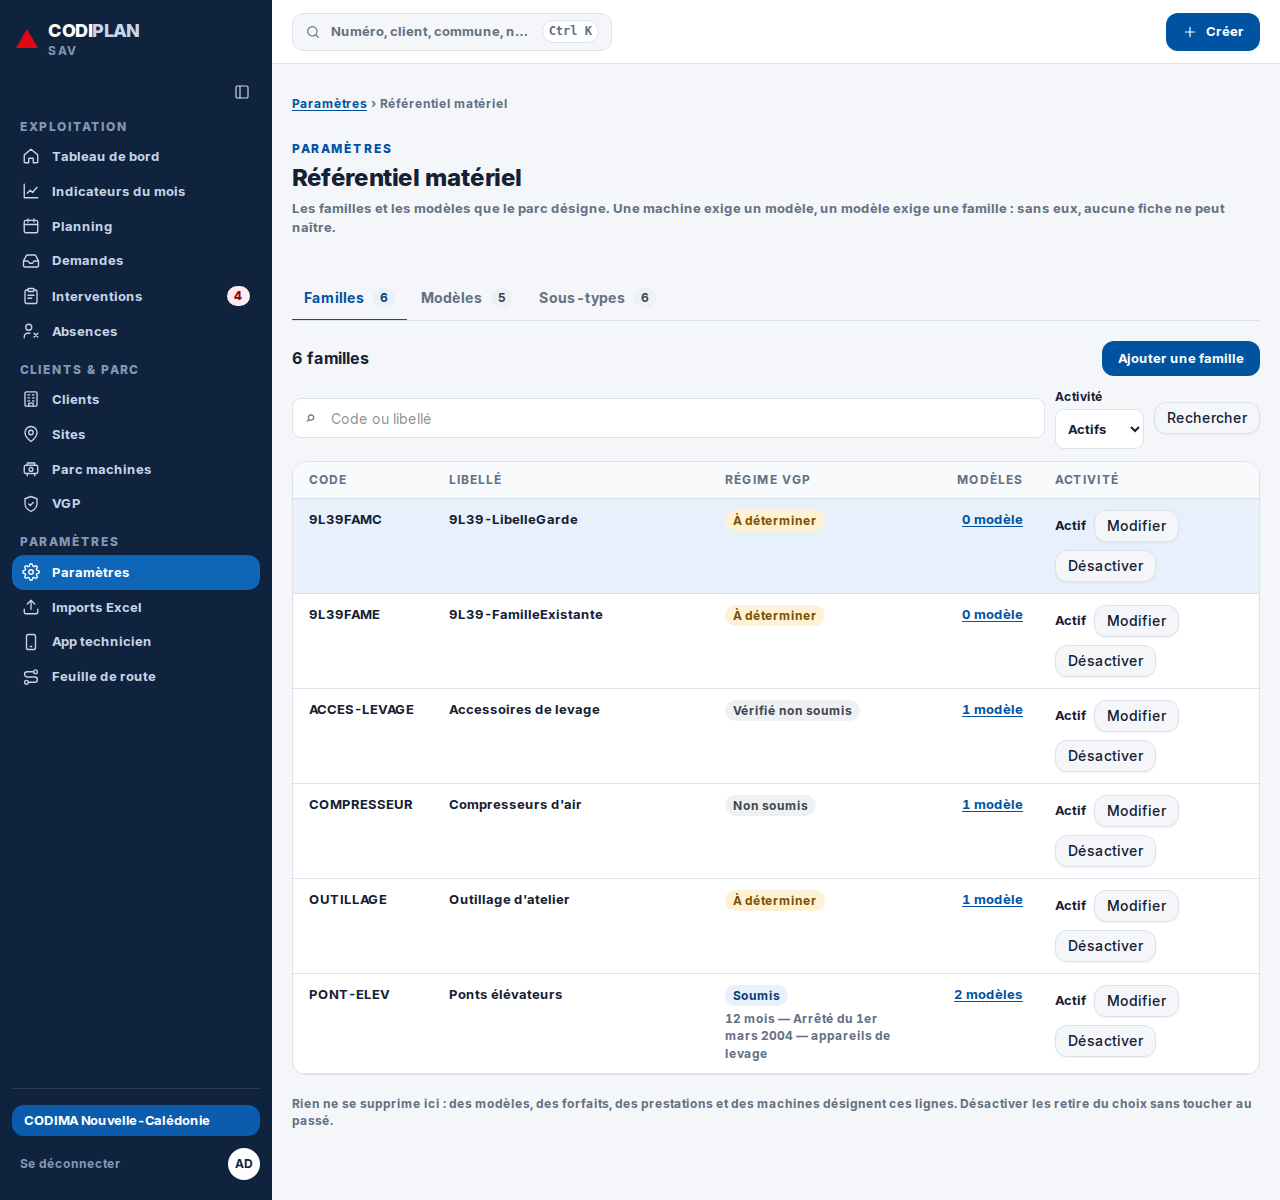 CODIPLAN
SAV
EXPLOITATION
Tableau de bord
Indicateurs du mois
Planning
Demandes
Interventions 4
Absences
CLIENTS & PARC
Clients
Sites
Parc machines
VGP
PARAMÈTRES
Paramètres
Imports Excel
App technicien
Feuille de route
CODIMA Nouvelle-Calédonie
Se déconnecter AD
Numéro, client, commune, n… Ctrl K
Créer
Paramètres › Référentiel matériel
PARAMÈTRES
Référentiel matériel
Les familles et les modèles que le parc désigne. Une machine exige un modèle, un modèle exige une famille : sans eux, aucune fiche ne peut
naître.
Familles 6 Modèles 5 Sous-types 6
6 familles
Ajouter une famille
Code ou libellé
Activité
Actifs
Rechercher
CODE LIBELLÉ RÉGIME VGP MODÈLES ACTIVITÉ
9L39FAMC 9L39-LibelleGarde À déterminer 0 modèle Actif Modifier
Désactiver
9L39FAME 9L39-FamilleExistante À déterminer 0 modèle Actif Modifier
Désactiver
ACCES-LEVAGE Accessoires de levage Vérifié non soumis 1 modèle Actif Modifier
Désactiver
COMPRESSEUR Compresseurs d'air Non soumis 1 modèle Actif Modifier
Désactiver
OUTILLAGE Outillage d'atelier À déterminer 1 modèle Actif Modifier
Désactiver
PONT-ELEV Ponts élévateurs Soumis 2 modèles Actif Modifier
12 mois — Arrêté du 1er
mars 2004 — appareils de
levage
Désactiver
Rien ne se supprime ici : des modèles, des forfaits, des prestations et des machines désignent ces lignes. Désactiver les retire du choix sans toucher au
passé.